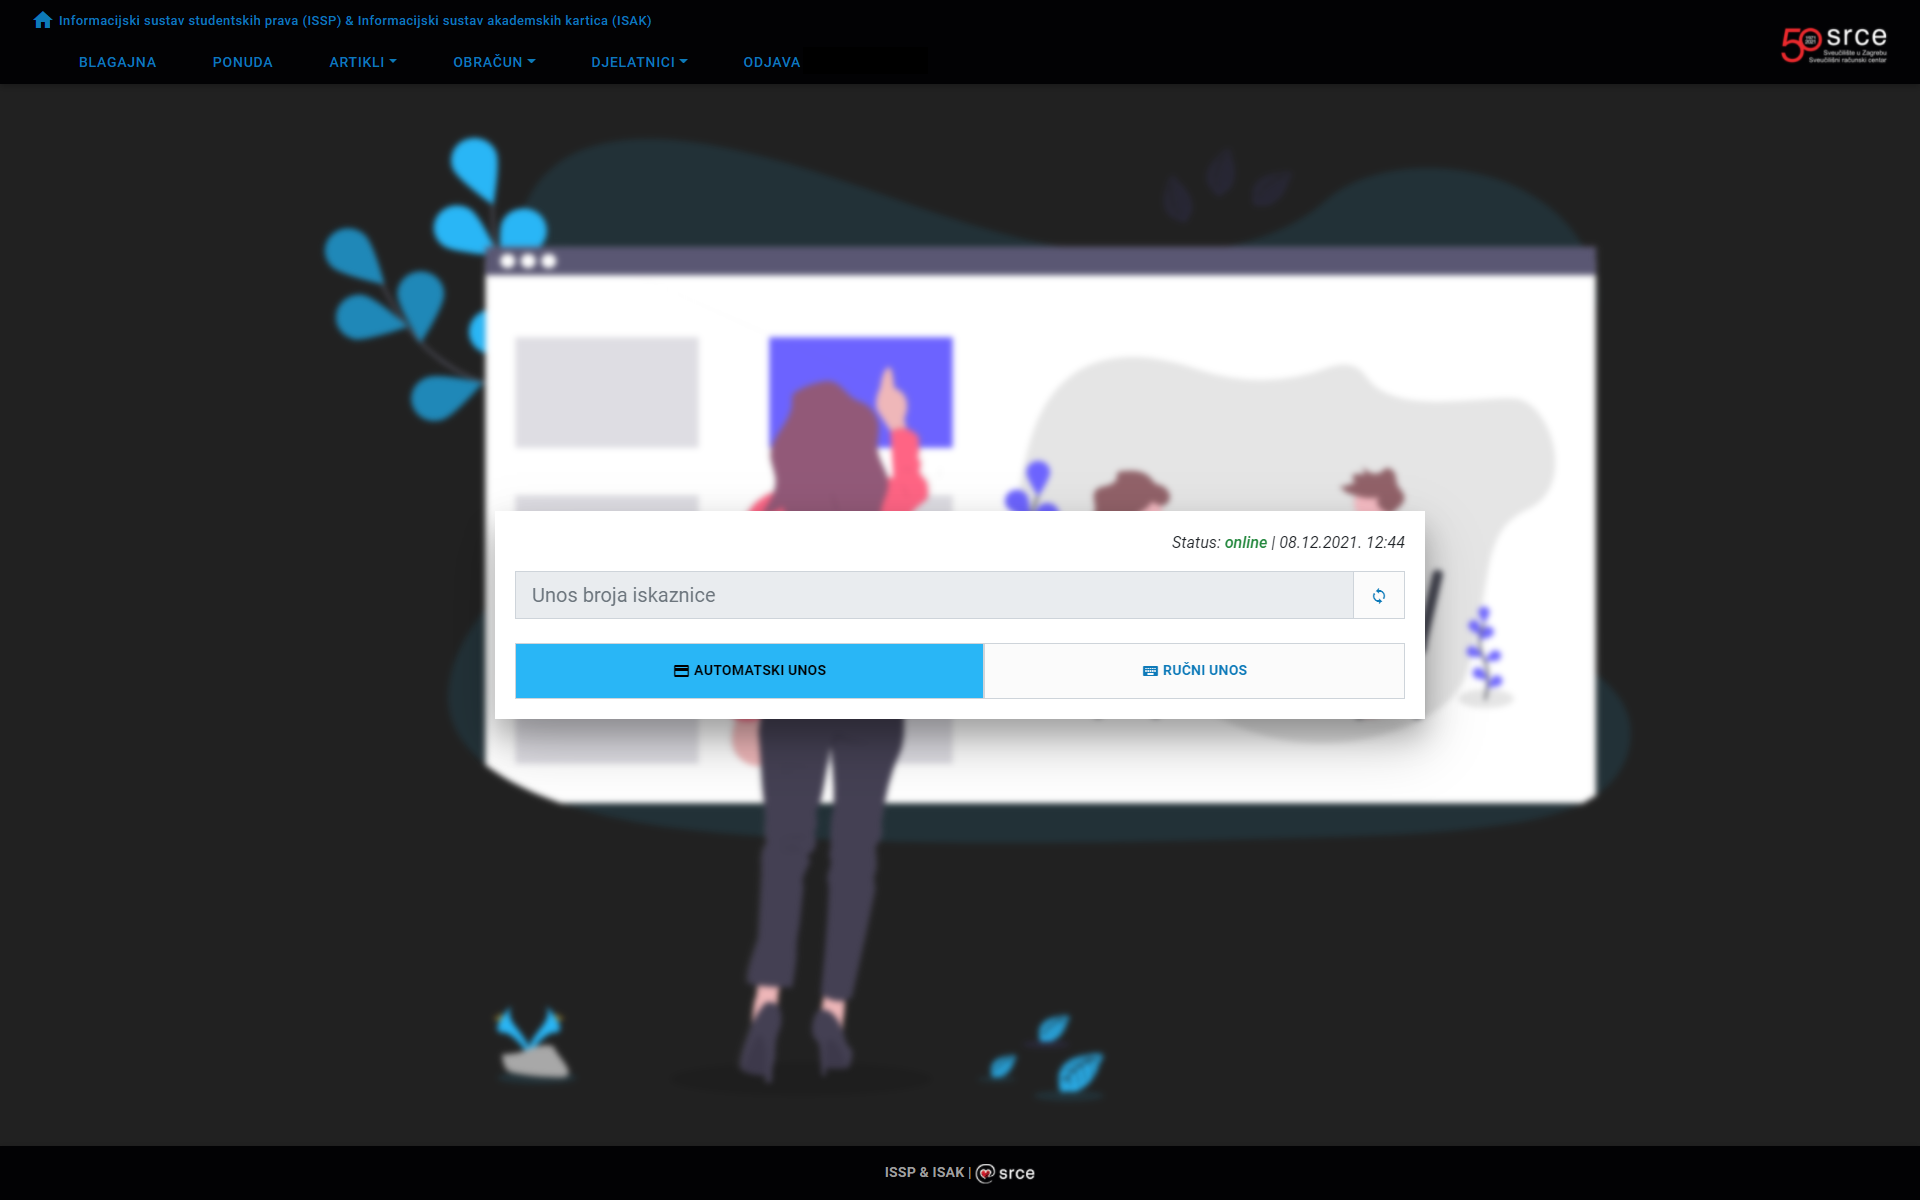 Informacijski sustav studentskih prava (ISSP) & Informacijski sustav akademskih kartica (ISAK)
BLAGAJNA PONUDA ARTIKLI OBRAČUN DJELATNICI ODJAVA
50 srce
Sveučilište u Zagrebu
Sveučilišni računski centar
Status: online | 08.12.2021. 12:44
Unos broja iskaznice
AUTOMATSKI UNOS RUČNI UNOS
ISSP & ISAK | srce